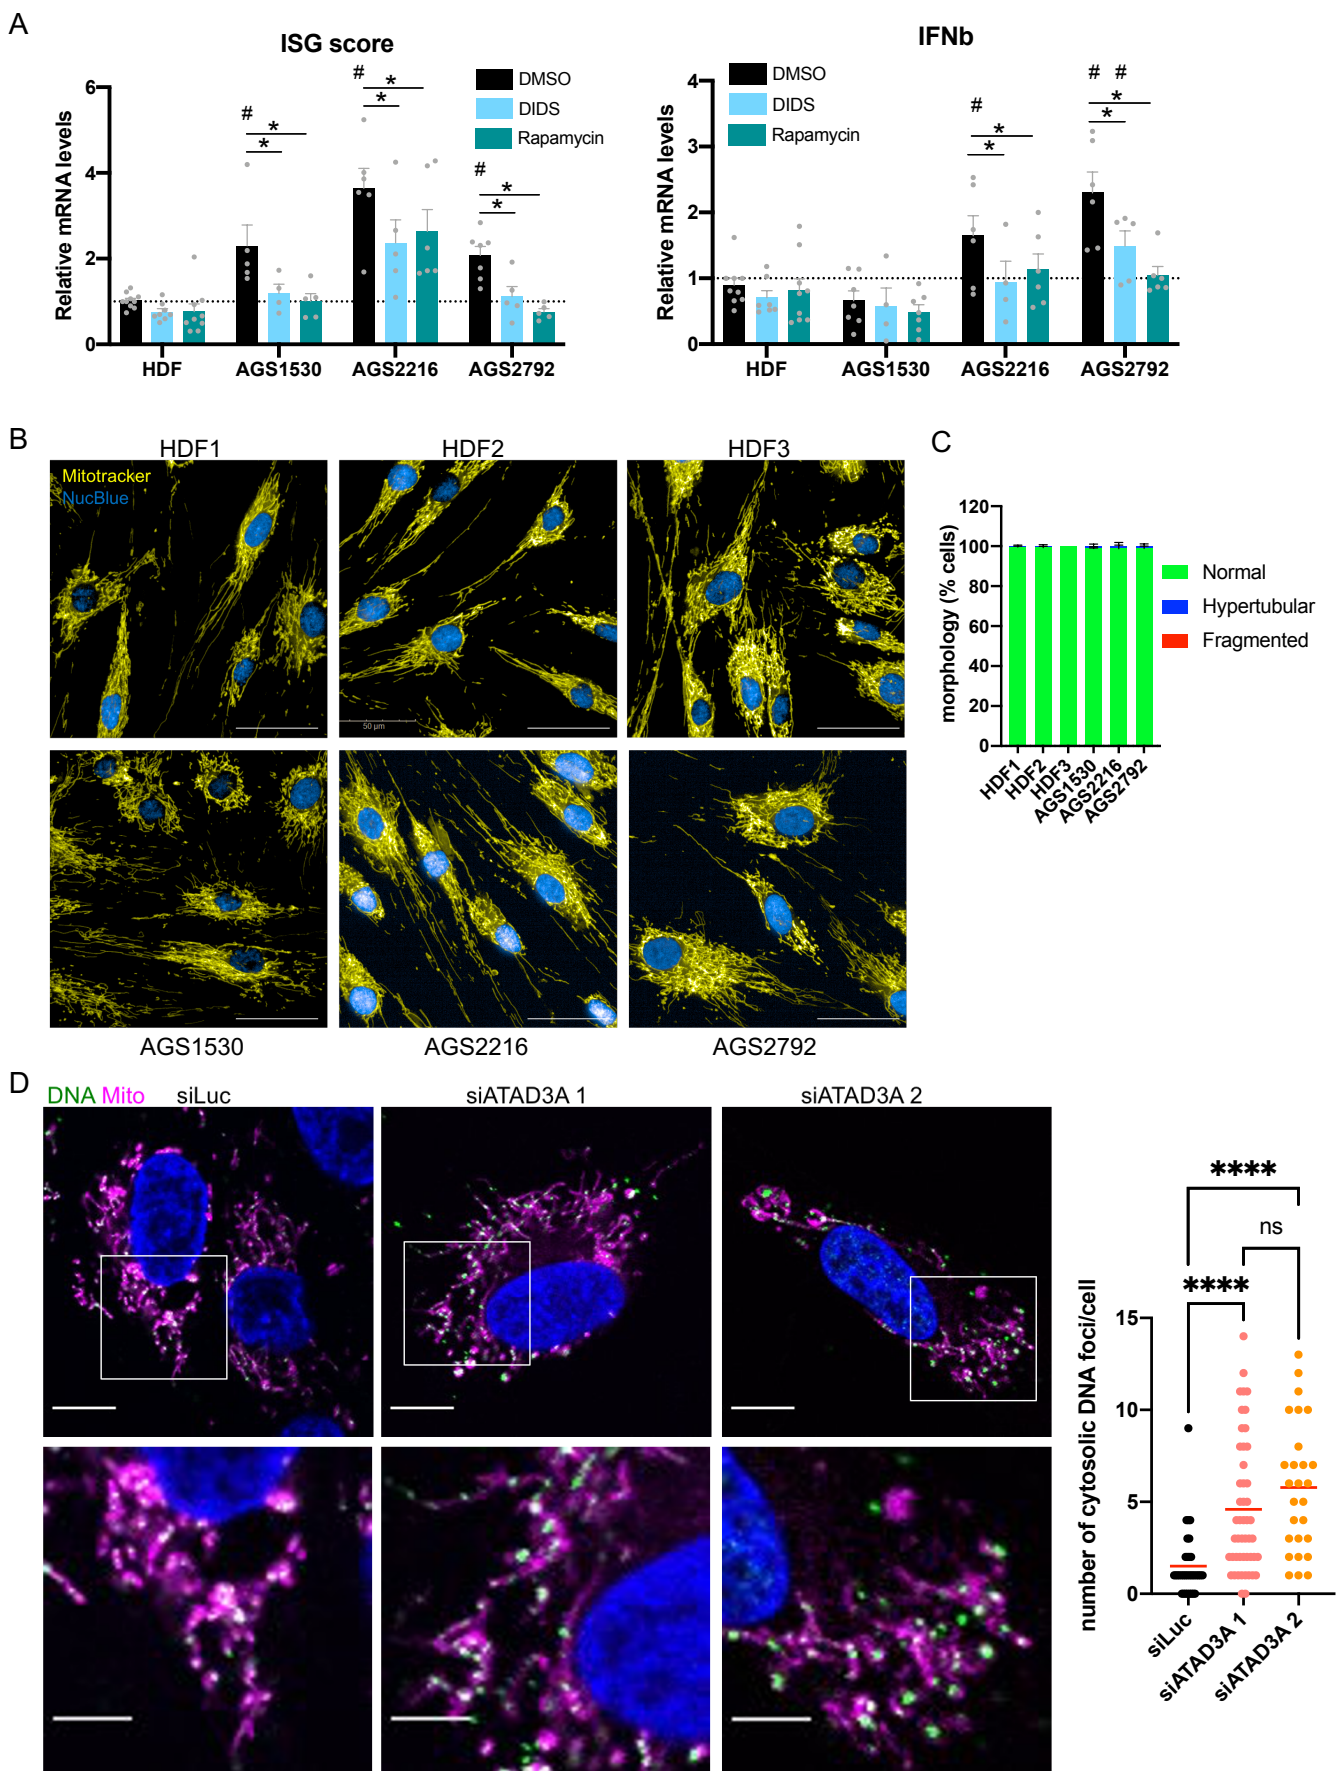 A
ISG score
Relative mRNA levels
6
4
2
0
#
*
*
#
*
*
#
*
*
DMSO
DIDS
Rapamycin
HDF
AGS1530
AGS2216
AGS2792
IFNb
Relative mRNA levels
4
3
2
1
0
DMSO
DIDS
Rapamycin
#
*
*
# #
*
*
HDF
AGS1530
AGS2216
AGS2792
B
HDF1
HDF2
HDF3
Mitotracker
NucBlue
50 µm
AGS1530
AGS2216
AGS2792
C
morphology (% cells)
120
100
80
60
40
20
0
HDF1
HDF2
HDF3
AGS1530
AGS2216
AGS2792
Normal
Hypertubular
Fragmented
D
DNA Mito siLuc
siATAD3A 1
siATAD3A 2
number of cytosolic DNA foci/cell
15
10
5
0
****
ns
****
siLuc
siATAD3A 1
siATAD3A 2